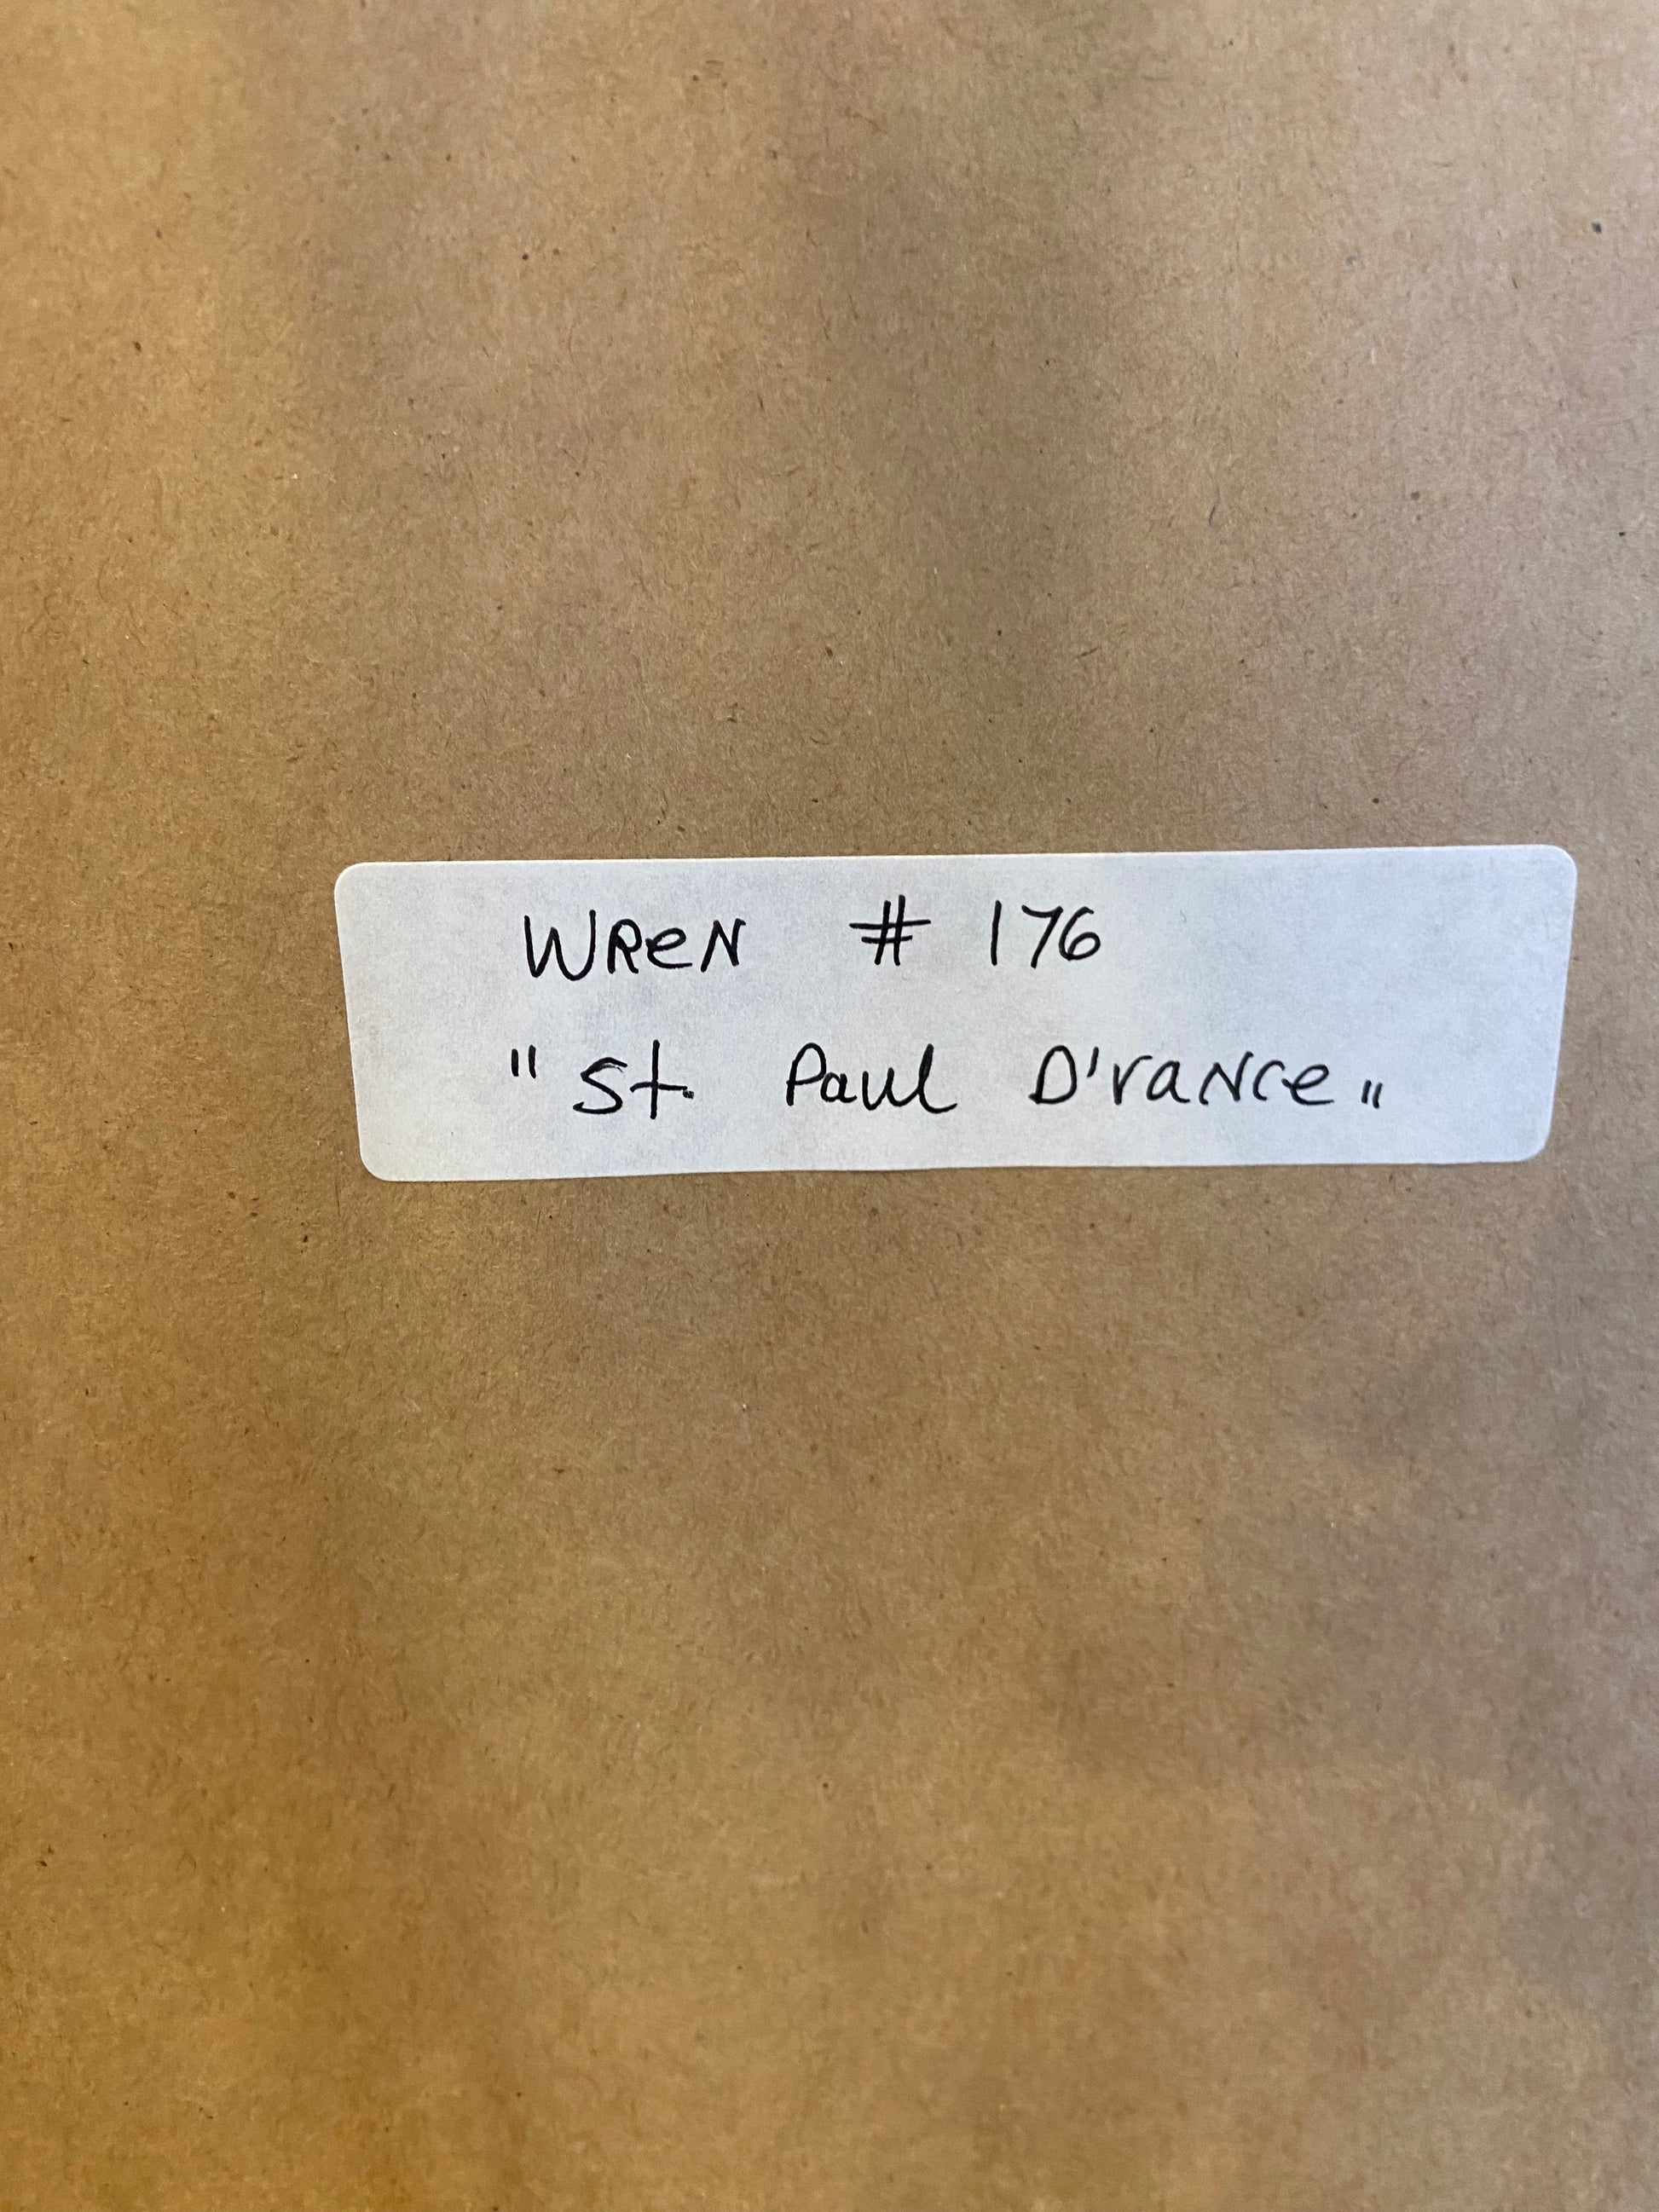 WReN # 176
"St. Paul D'raNce"